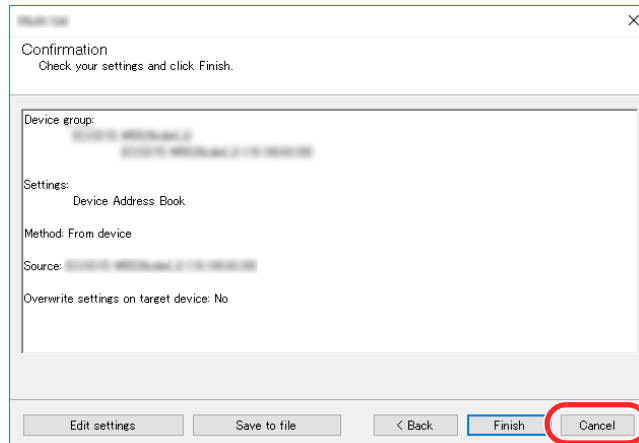 Confirmation
Check your settings and click Finish.
Device group:
Settings:
Device Address Book
Method: From device
Source:
Overwrite settings on target device: No
Edit settings
Save to file
< Back
Finish
Cancel